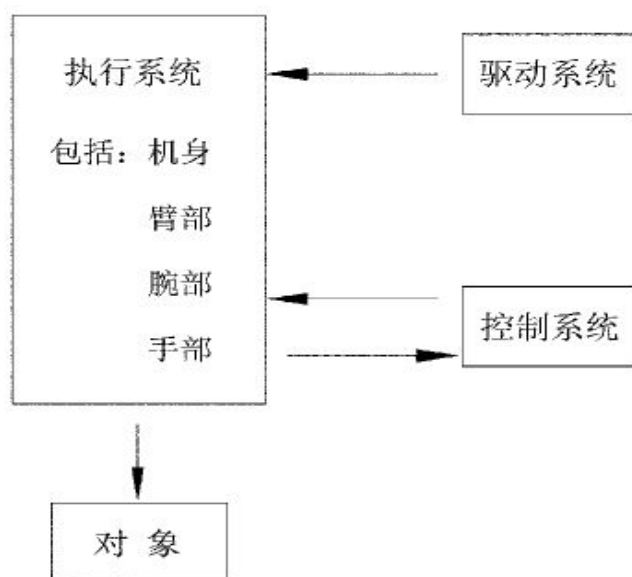 执行系统
包括：机身
臂部
腕部
手部
驱动系统
控制系统
对 象